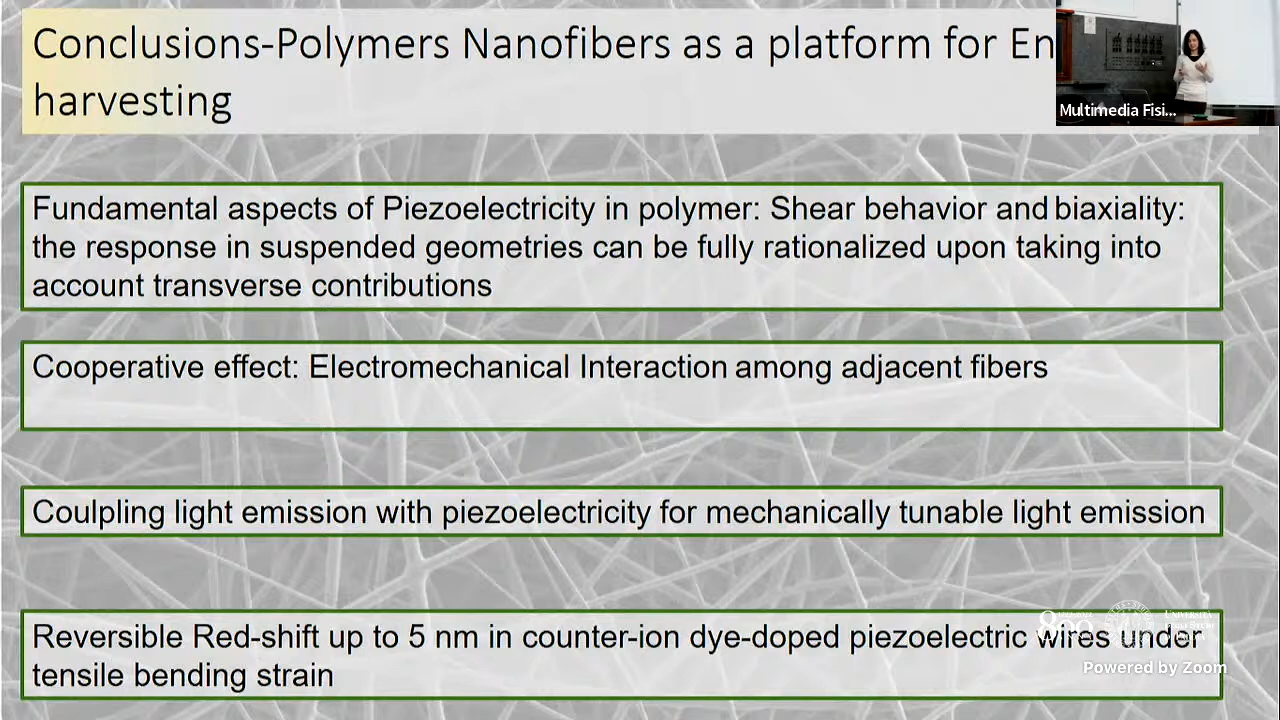 Conclusions-Polymers Nanofibers as a platform for En
harvesting
Multimedia Fisi...
Fundamental aspects of Piezoelectricity in polymer: Shear behavior and biaxiality:
the response in suspended geometries can be fully rationalized upon taking into
account transverse contributions
Cooperative effect: Electromechanical Interaction among adjacent fibers
Coulpling light emission with piezoelectricity for mechanically tunable light emission
Reversible Red-shift up to 5 nm in counter-ion dye-doped piezoelectric wires under
tensile bending strain
Powered by Zoom